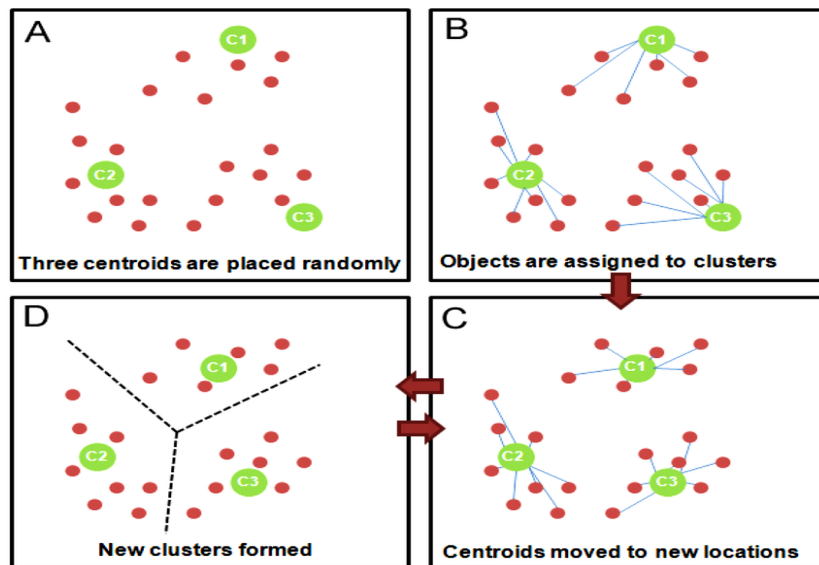 A
C1
C2
C3
Three centroids are placed randomly
B
C1
C2
C3
Objects are assigned to clusters
D
C1
C2
C3
New clusters formed
C
C1
C2
C3
Centroids moved to new locations